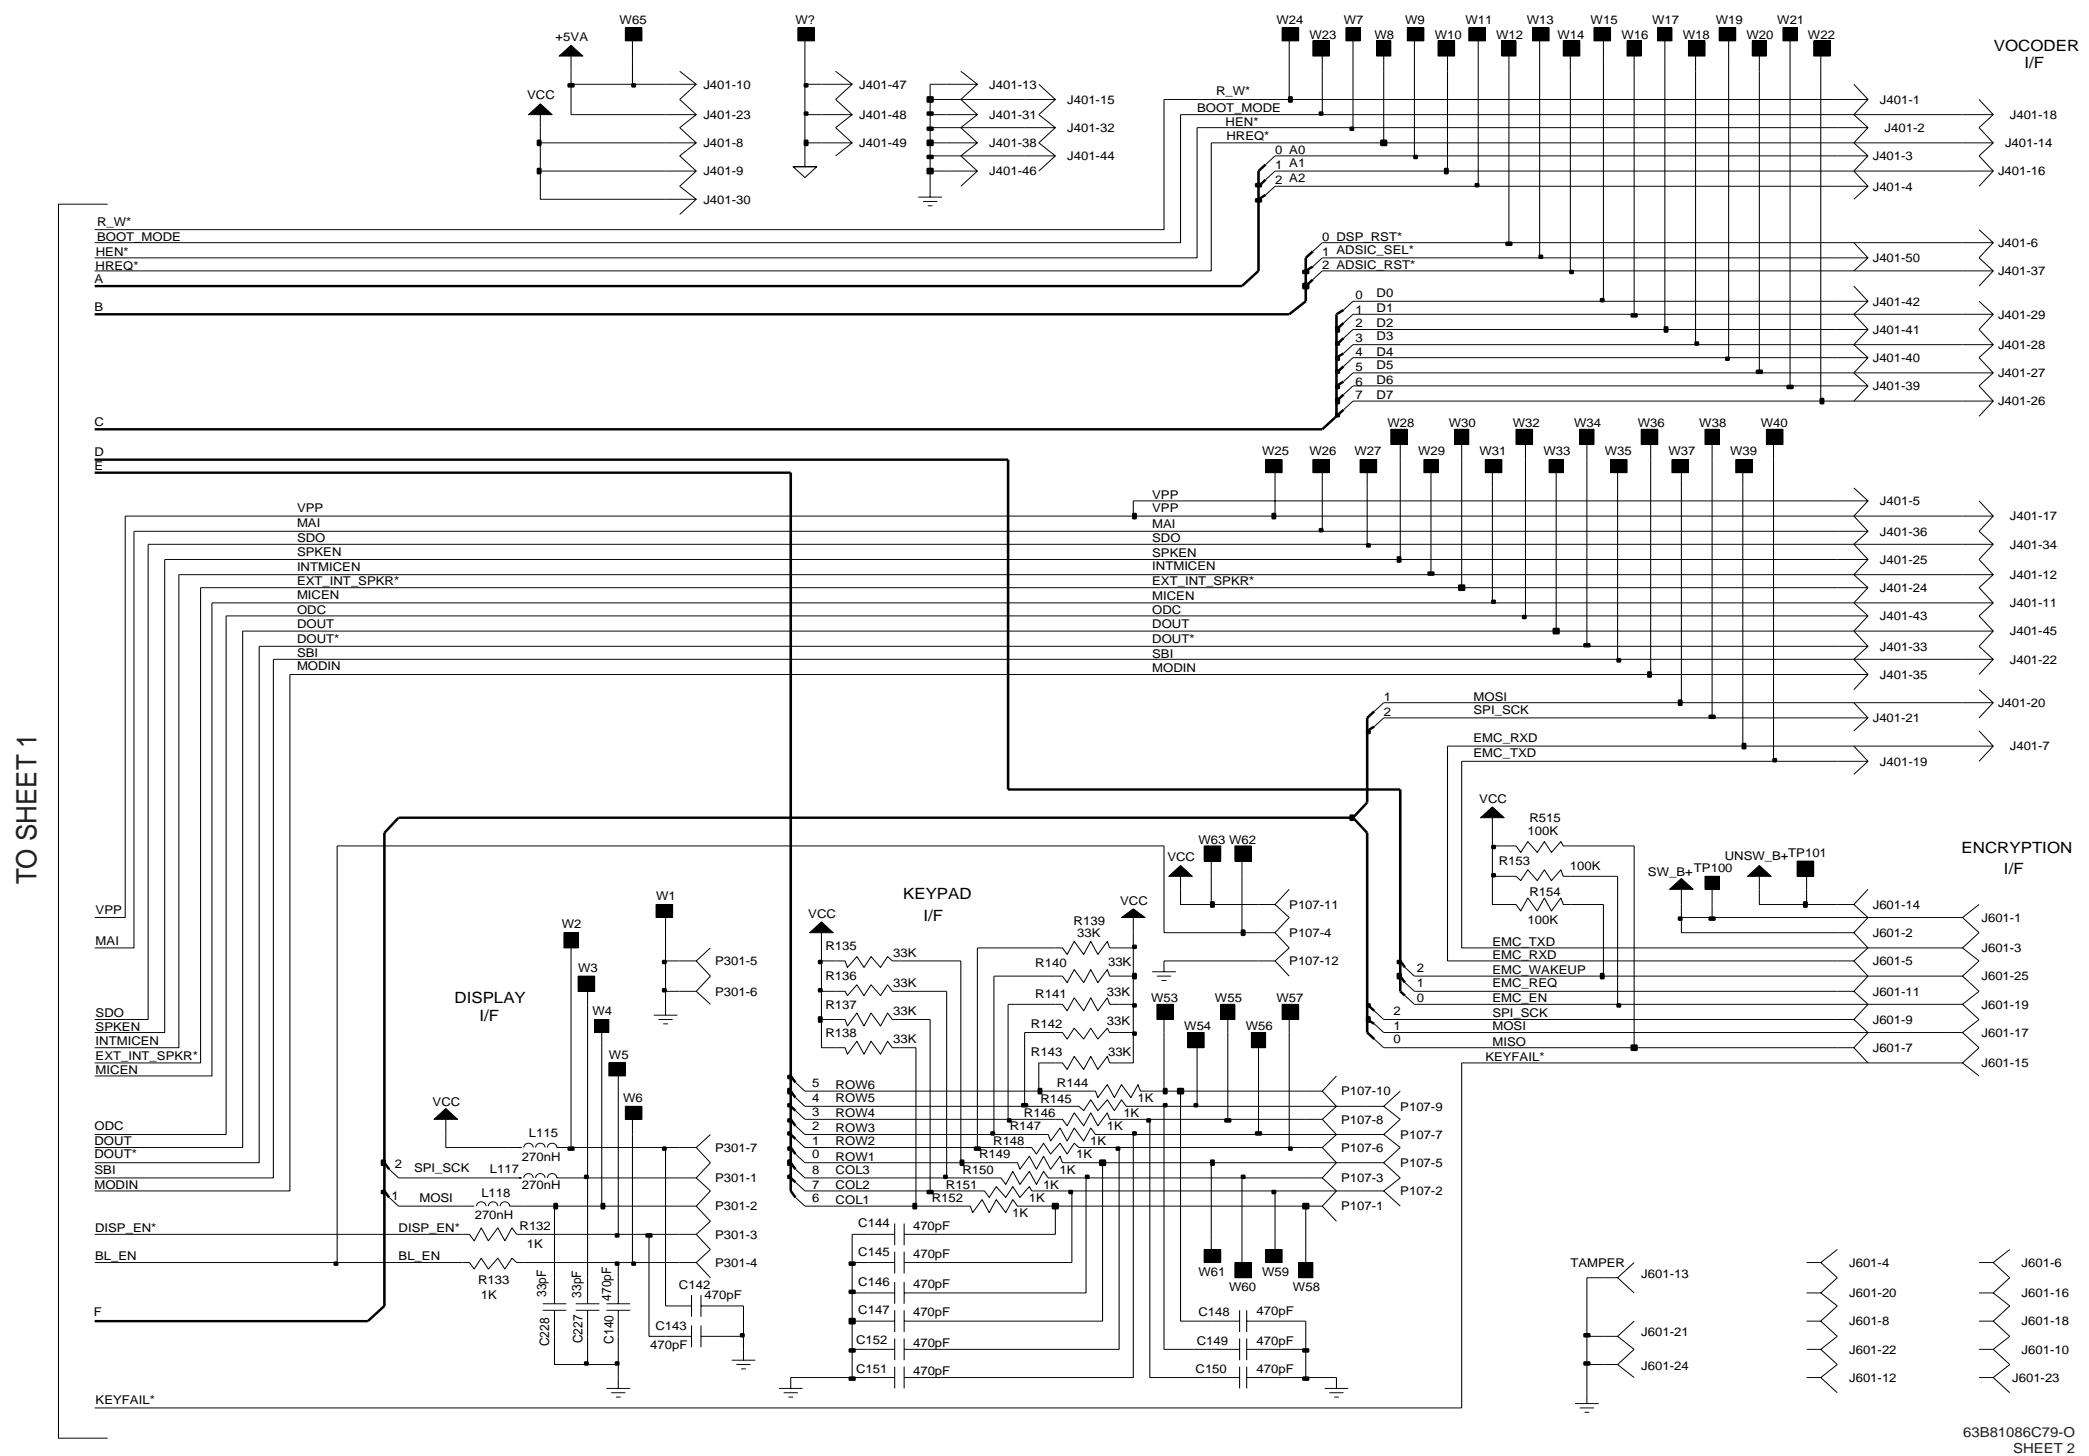 W65
W?
W24
W23
W7
W8
W9
W10
W11
W12
W13
W14
W15
W16
W17
W18
W19
W20
W21
W22
VOCODER
I/F
+5VA
VCC
J401-10
J401-23
J401-8
J401-9
J401-30
J401-47
J401-48
J401-49
J401-13
J401-15
J401-31
J401-32
J401-38
J401-44
J401-46
R_W*
BOOT_MODE
HEN*
HREQ*
0 A0
1 A1
2 A2
J401-1
J401-18
J401-2
J401-14
J401-3
J401-16
J401-4
R_W*
BOOT_MODE
HEN*
HREQ*
A
B
0 DSP_RST*
1 ADSIC_SEL*
2 ADSIC_RST*
J401-6
J401-50
J401-37
0 D0
1 D1
2 D2
3 D3
4 D4
5 D5
6 D6
7 D7
J401-42
J401-29
J401-41
J401-28
J401-40
J401-27
J401-39
J401-26
C
D
E
W28
W30
W32
W34
W36
W38
W40
W25
W26
W27
W29
W31
W33
W35
W37
W39
VPP
MAI
SDO
SPKEN
INTMICEN
EXT_INT_SPKR*
MICEN
ODC
DOUT
DOUT*
SBI
MODIN
VPP
VPP
MAI
SDO
SPKEN
INTMICEN
EXT_INT_SPKR*
MICEN
ODC
DOUT
DOUT*
SBI
MODIN
J401-5
J401-17
J401-36
J401-34
J401-25
J401-12
J401-24
J401-11
J401-43
J401-45
J401-33
J401-22
J401-35
1 MOSI
2 SPI_SCK
J401-20
J401-21
EMC_RXD
EMC_TXD
J401-7
J401-19
TO SHEET 1
VCC
R515
100K
R153
100K
R154
100K
SW_B+
TP100
UNSW_B+
TP101
ENCRYPTION
I/F
J601-14
J601-1
J601-2
J601-3
J601-5
J601-25
J601-11
J601-19
J601-9
J601-17
J601-7
J601-15
EMC_TXD
EMC_RXD
2 EMC_WAKEUP
1 EMC_REQ
0 EMC_EN
2 SPI_SCK
1 MOSI
0 MISO
KEYFAIL*
W63
W62
VCC
P107-11
P107-4
P107-12
KEYPAD
I/F
VCC
R135
33K
R136
33K
R137
33K
R138
33K
VCC
R139
33K
R140
33K
R141
33K
R142
33K
R143
33K
W53
W54
W55
W56
W57
5 ROW6
4 ROW5
3 ROW4
2 ROW3
1 ROW2
0 ROW1
8 COL3
7 COL2
6 COL1
R144
1K
R145
1K
R146
1K
R147
1K
R148
1K
R149
1K
R150
1K
R151
1K
R152
1K
P107-10
P107-9
P107-8
P107-7
P107-6
P107-5
P107-3
P107-2
P107-1
W61
W60
W59
W58
C144 470pF
C145 470pF
C146 470pF
C147 470pF
C152 470pF
C151 470pF
C148 470pF
C149 470pF
C150 470pF
W1
P301-5
P301-6
DISPLAY
I/F
W2
W3
W4
W5
W6
VCC
L115
270nH
2 SPI_SCK
L117
270nH
1 MOSI
L118
270nH
DISP_EN*
R132
1K
BL_EN
R133
1K
P301-7
P301-1
P301-2
P301-3
P301-4
33pF
C228
33pF
C227
470pF
C140
C142
470pF
C143
470pF
VPP
MAI
SDO
SPKEN
INTMICEN
EXT_INT_SPKR*
MICEN
ODC
DOUT
DOUT*
SBI
MODIN
DISP_EN*
BL_EN
F
KEYFAIL*
TAMPER
J601-13
J601-21
J601-24
J601-4
J601-20
J601-8
J601-22
J601-12
J601-6
J601-16
J601-18
J601-10
J601-23
63B81086C79-O
SHEET 2